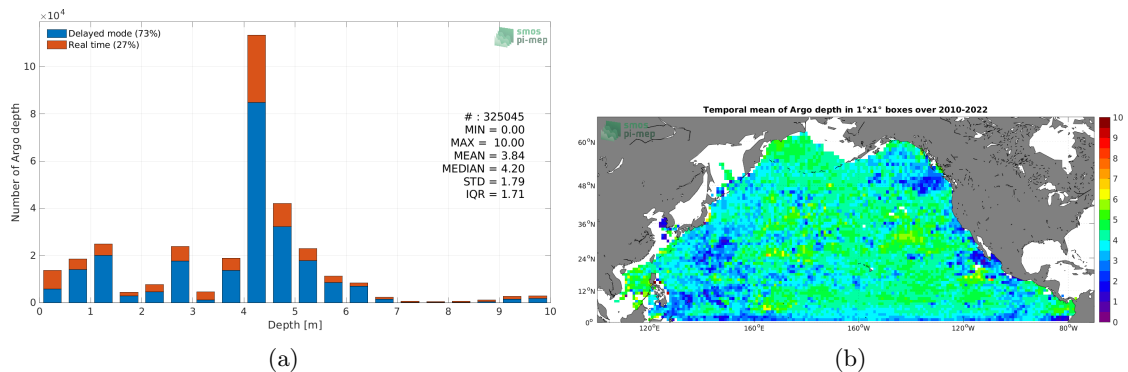 ×10⁴
Delayed mode (73%)
Real time (27%)
smos
pi-mep
10
8
6
4
2
0
Number of Argo depth
# : 325045
MIN = 0.00
MAX = 10.00
MEAN = 3.84
MEDIAN = 4.20
STD = 1.79
IQR = 1.71
0 1 2 3 4 5 6 7 8 9 10
Depth [m]
(a)
Temporal mean of Argo depth in 1°x1° boxes over 2010-2022
smos
pi-mep
60°N
48°N
36°N
24°N
12°N
0°
120°E 160°E 160°W 120°W 80°W
10
9
8
7
6
5
4
3
2
1
0
(b)